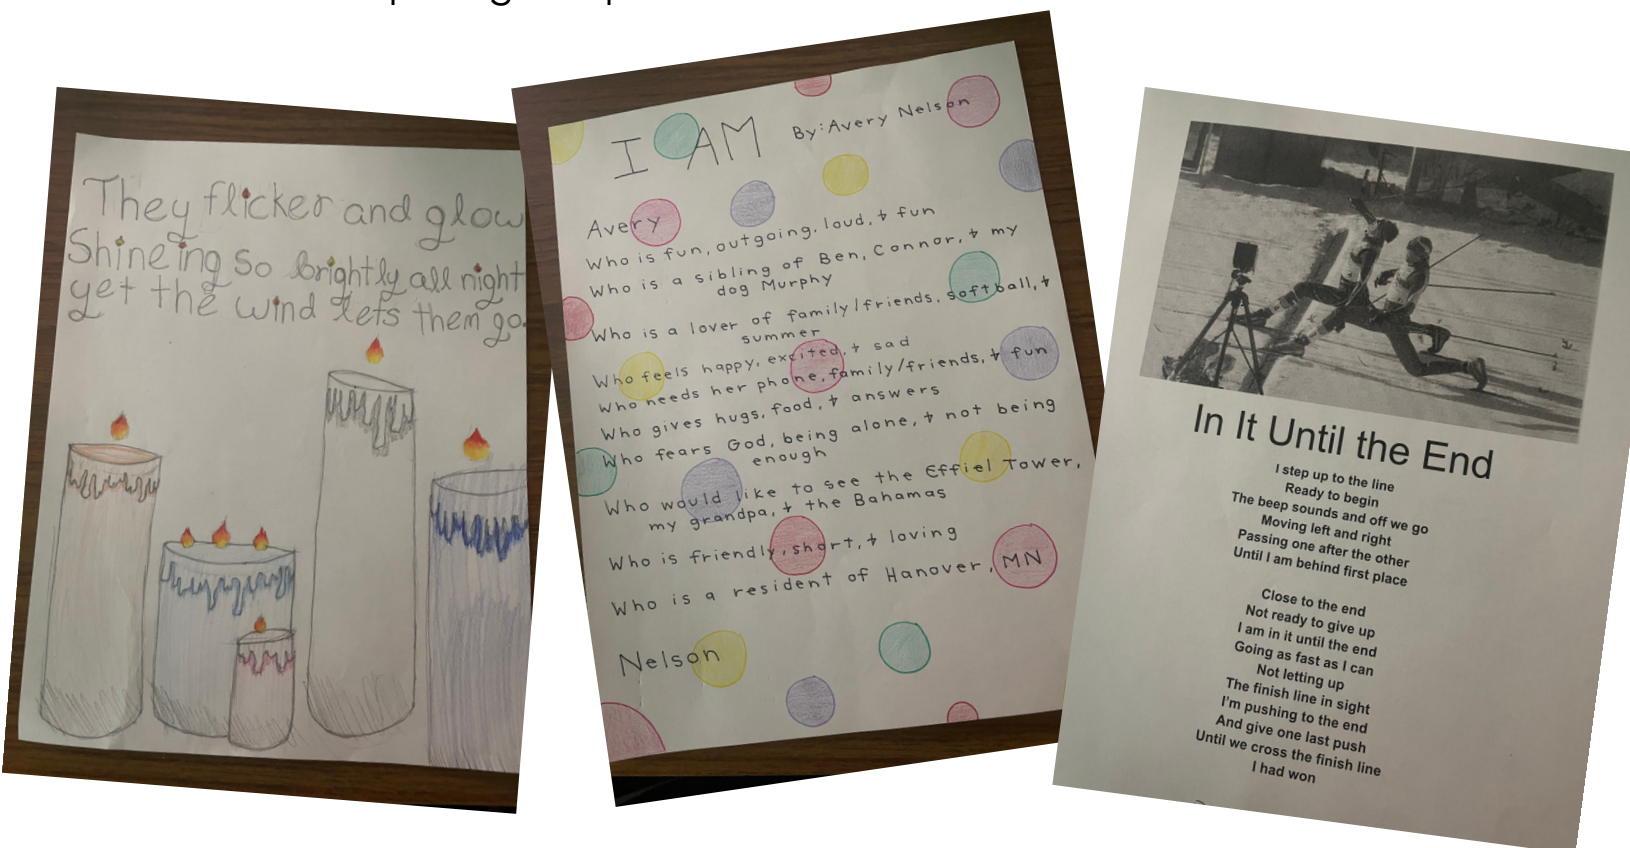 They flicker and glow
Shineing so brightly all night
yet the wind lets them go.
I AM
By: Avery Nelson
Avery
Who is fun, outgoing, loud, & fun
Who is a sibling of Ben, Connor, & my
dog Murphy
Who is a lover of family/friends, softball, &
summer
Who feels happy, excited, & sad
Who needs her phone, family/friends, & fun
Who gives hugs, food, & answers
Who fears God, being alone, & not being
enough
Who would like to see the Effiel Tower,
my grandpa, & the Bahamas
Who is friendly, short, & loving
Who is a resident of Hanover, MN
Nelson
In It Until the End
I step up to the line
Ready to begin
The beep sounds and off we go
Moving left and right
Passing one after the other
Until I am behind first place
Close to the end
Not ready to give up
I am in it until the end
Going as fast as I can
Not letting up
The finish line in sight
I'm pushing to the end
And give one last push
Until we cross the finish line
I had won